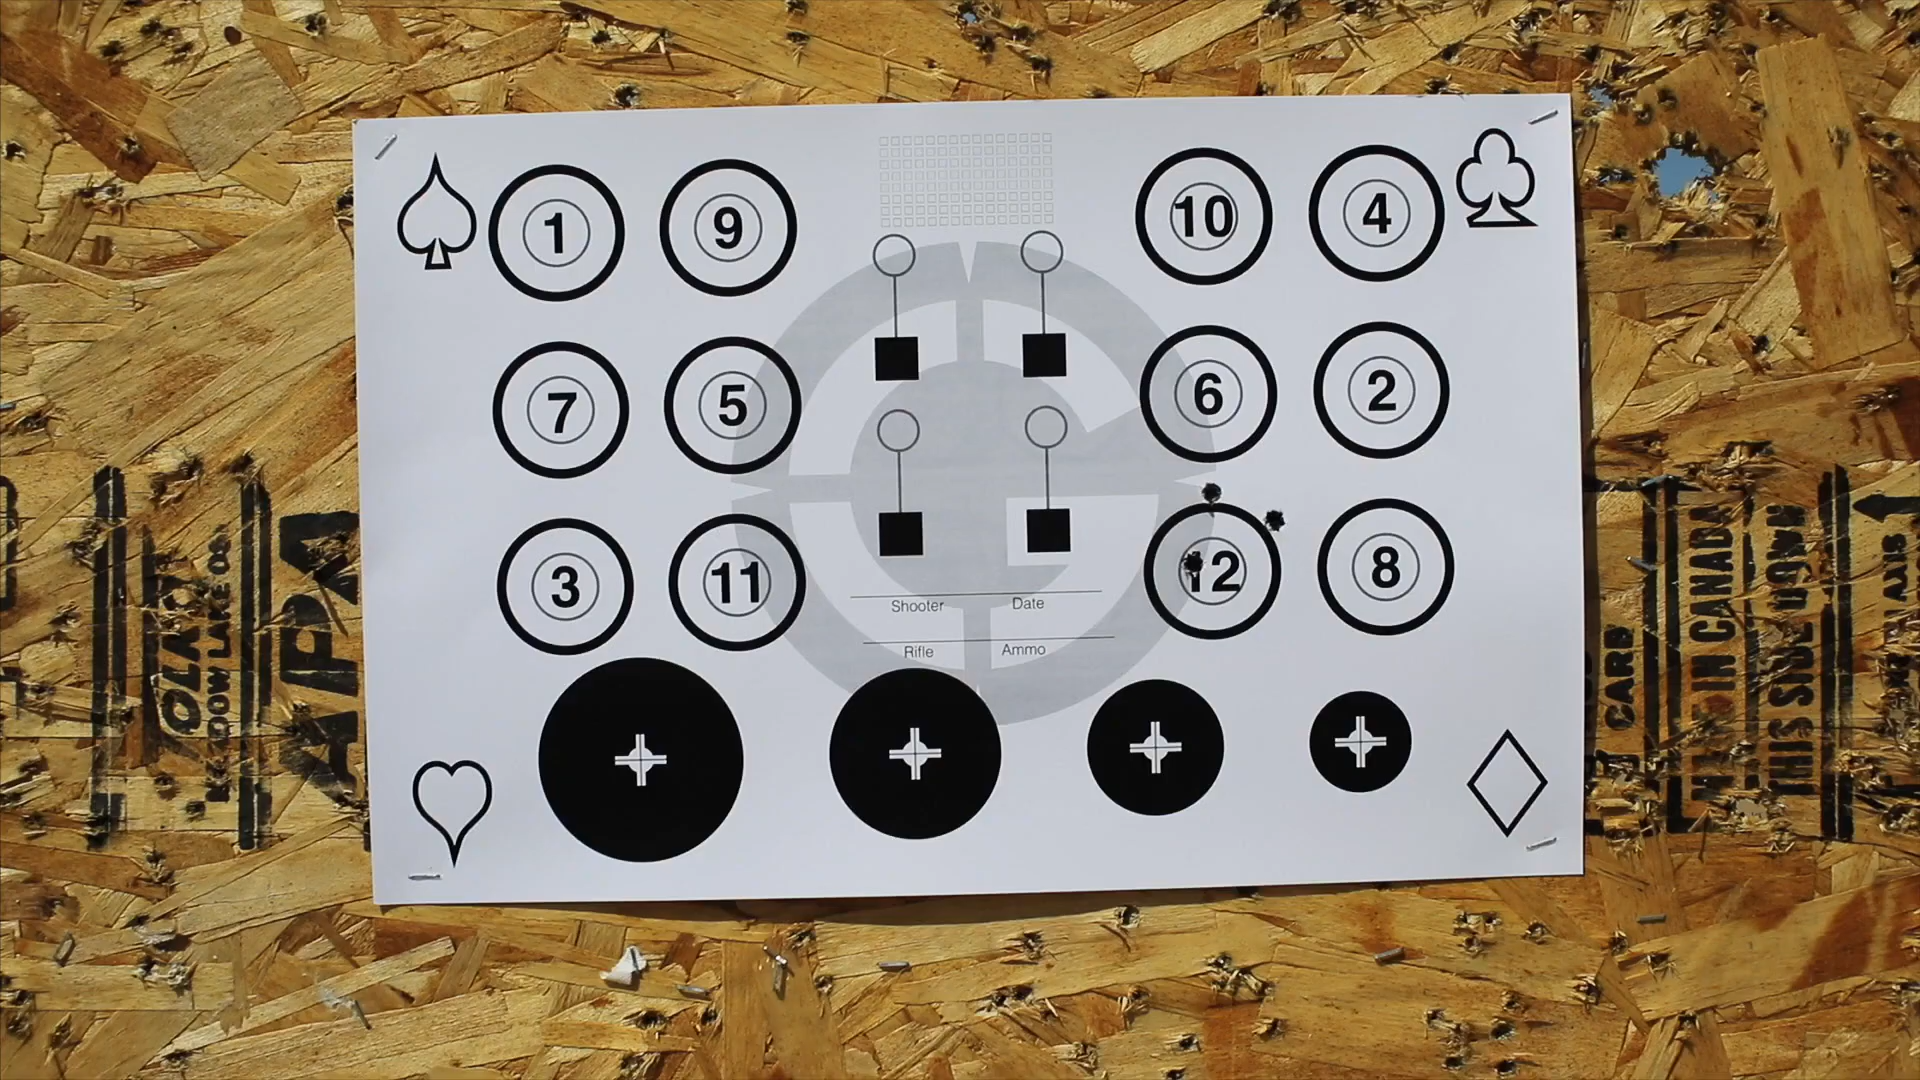 1 9 10 4
7 5 6 2
3 11 12 8
Shooter Date
Rifle Ammo
APA
MADE IN CANADA
THIS SIDE DOWN